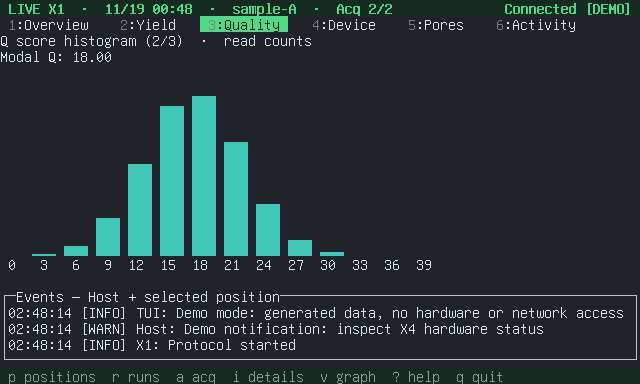 LIVE X1 · 11/19 00:48 · sample-A · Acq 2/2 Connected [DEMO]
1:Overview 2:Yield 3:Quality 4:Device 5:Pores 6:Activity
Q score histogram (2/3) · read counts
Modal Q: 18.00
0 3 6 9 12 15 18 21 24 27 30 33 36 39
Events — Host + selected position
02:48:14 [INFO] TUI: Demo mode: generated data, no hardware or network access
02:48:14 [WARN] Host: Demo notification: inspect X4 hardware status
02:48:14 [INFO] X1: Protocol started
p positions r runs a acq i details v graph ? help q quit